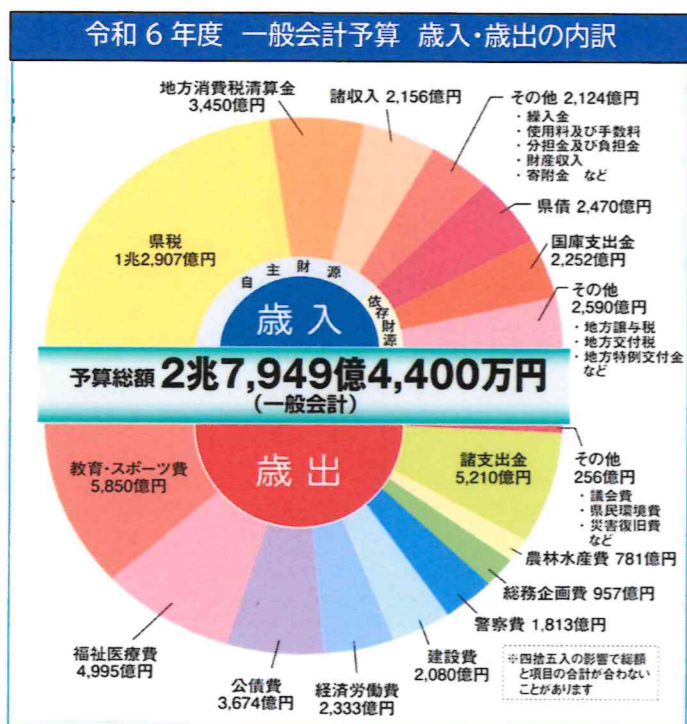 令和6年度 一般会計予算 歳入・歳出の内訳
地方消費税清算金
3,450億円
諸収入 2,156億円
その他 2,124億円
・繰入金
・使用料及び手数料
・分担金及び負担金
・財産収入
・寄附金 など
県債 2,470億円
国庫支出金
2,252億円
その他
2,590億円
・地方譲与税
・地方交付税
・地方特例交付金
など
県税
1兆2,907億円
自主財源
依存財源
歳入
予算総額 2兆7,949億4,400万円
(一般会計)
歳出
教育・スポーツ費
5,850億円
福祉医療費
4,995億円
公債費
3,674億円
経済労働費
2,333億円
建設費
2,080億円
警察費 1,813億円
総務企画費 957億円
農林水産費 781億円
諸支出金
5,210億円
その他
256億円
・議会費
・県民環境費
・災害復旧費
など
※四捨五入の影響で総額
と項目の合計が合わない
ことがあります